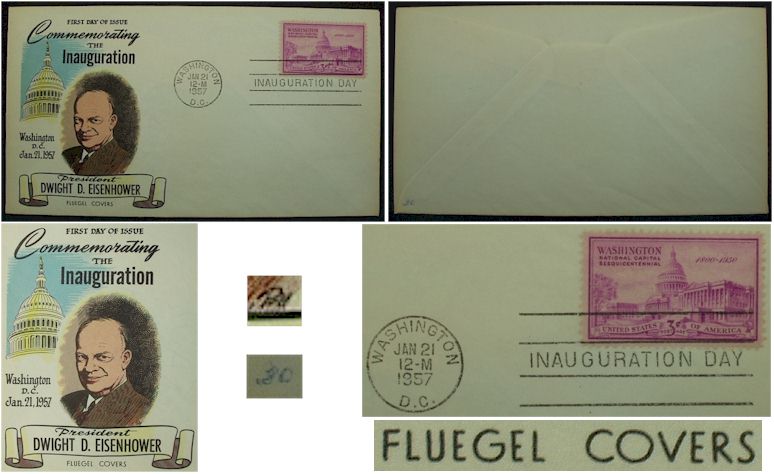 FIRST DAY OF ISSUE
Commemorating
THE
Inauguration
Washington
D.C.
Jan. 21, 1957
President
DWIGHT D. EISENHOWER
FLUEGEL COVERS
WASHINGTON
JAN 21
12-M
1957
D.C.
WASHINGTON
NATIONAL CAPITAL
SESQUICENTENNIAL
1800-1950
3¢
UNITED STATES OF AMERICA
INAUGURATION DAY
.30
FIRST DAY OF ISSUE
Commemorating
THE
Inauguration
Washington
D.C.
Jan. 21, 1957
President
DWIGHT D. EISENHOWER
FLUEGEL COVERS
.30
WASHINGTON
NATIONAL CAPITAL
SESQUICENTENNIAL
1800-1950
3¢
UNITED STATES OF AMERICA
WASHINGTON
JAN 21
12-M
1957
D.C.
INAUGURATION DAY
FLUEGEL COVERS